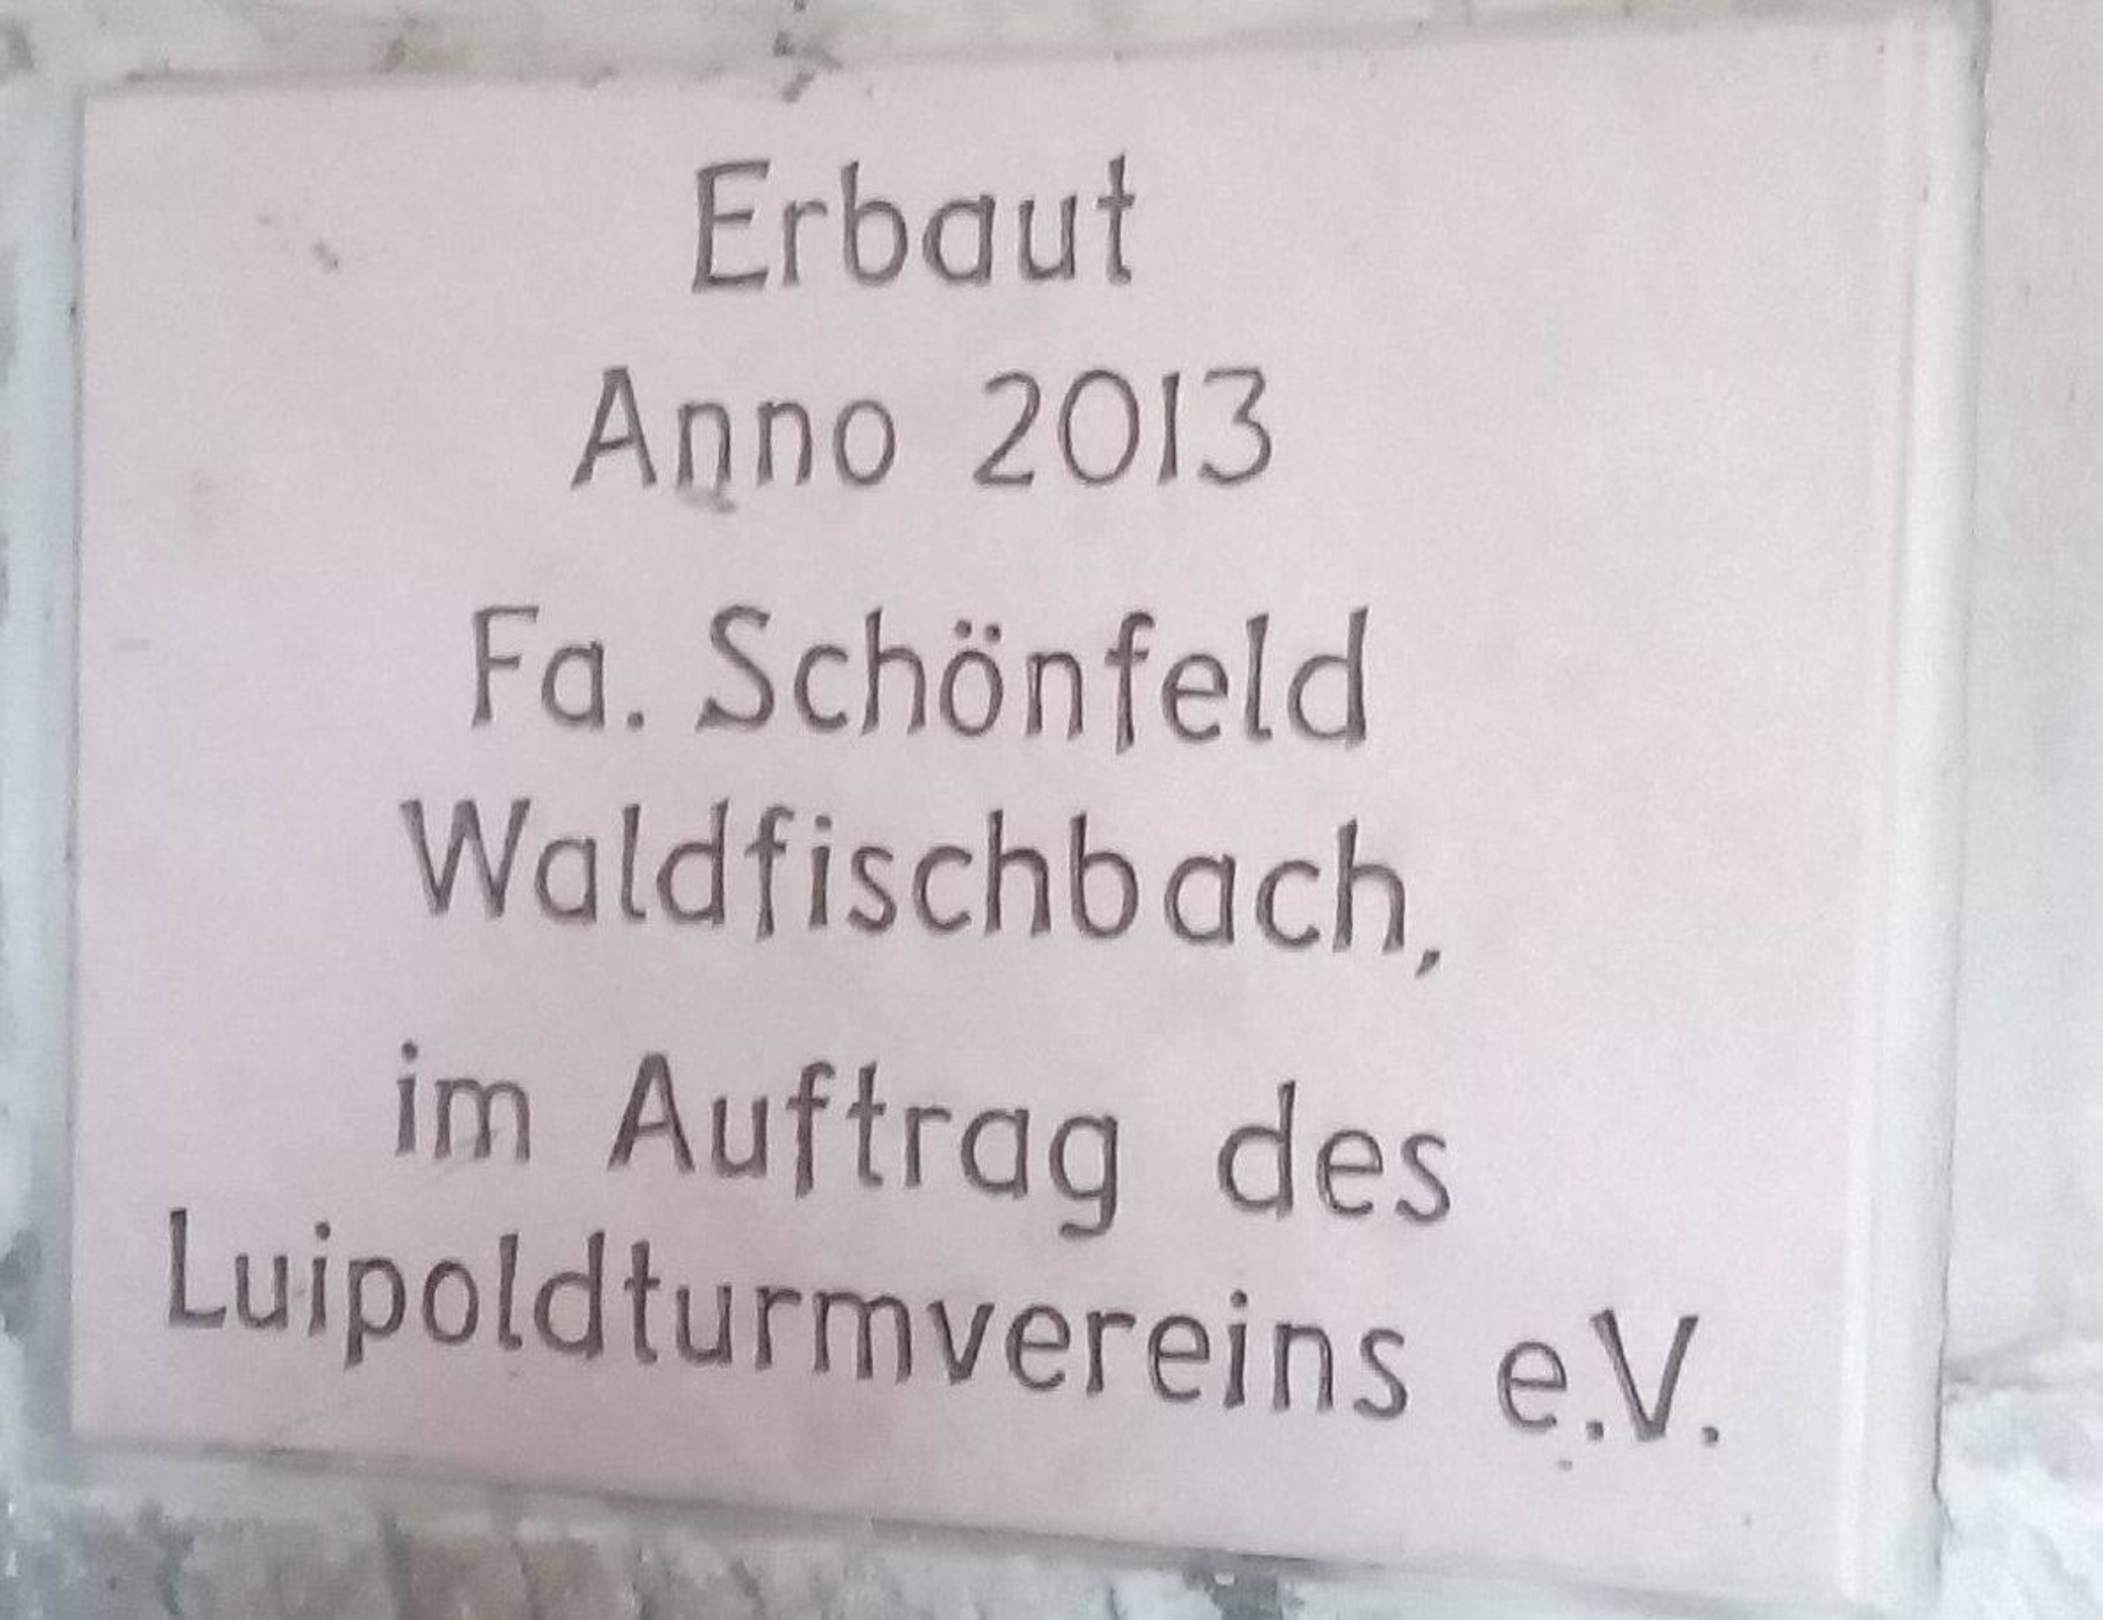 Erbaut
Anno 2013
Fa. Schönfeld
Waldfischbach,
im Auftrag des
Luipoldturmvereins e.V.